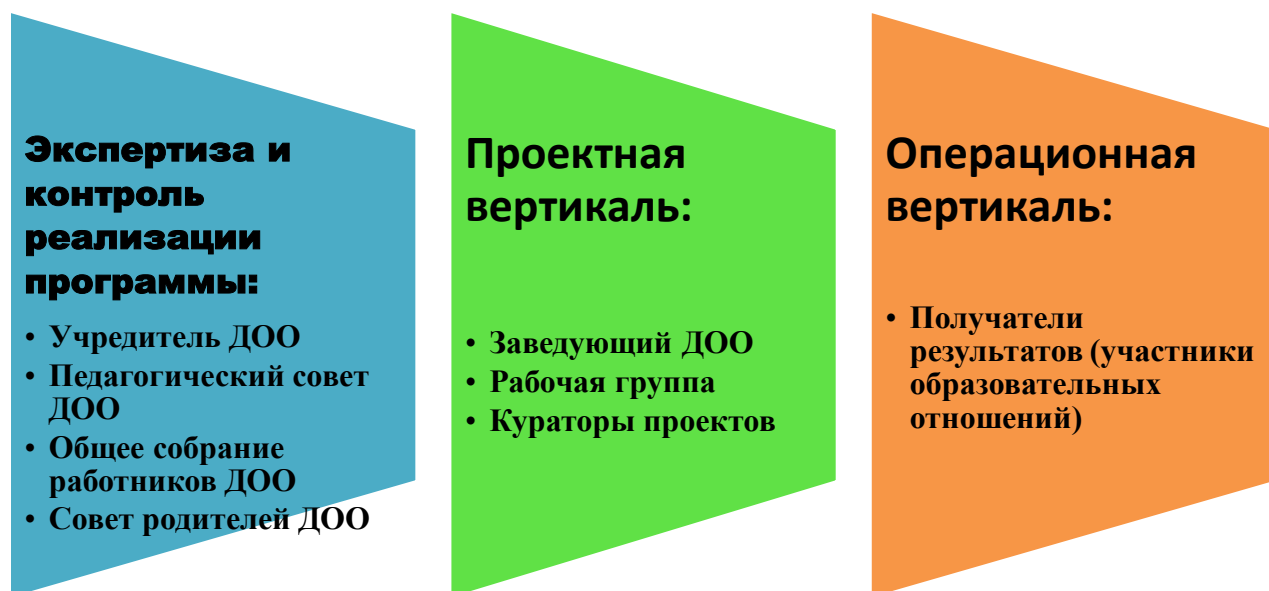 Экспертиза и
контроль
реализации
программы:
• Учредитель ДОО
• Педагогический совет
ДОО
• Общее собрание
работников ДОО
• Совет родителей ДОО
Проектная
вертикаль:
• Заведующий ДОО
• Рабочая группа
• Кураторы проектов
Операционная
вертикаль:
• Получатели
результатов (участники
образовательных
отношений)